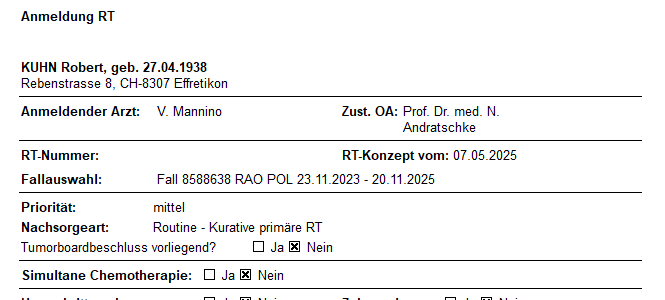 Anmeldung RT
KUHN Robert, geb. 27.04.1938
Rebenstrasse 8, CH-8307 Effretikon
Anmeldender Arzt: V. Mannino Zust. OA: Prof. Dr. med. N.
Andratschke
RT-Nummer: RT-Konzept vom: 07.05.2025
Fallauswahl: Fall 8588638 RAO POL 23.11.2023 - 20.11.2025
Priorität: mittel
Nachsorgeart: Routine - Kurative primäre RT
Tumorboardbeschluss vorliegend? ☐ Ja ☒ Nein
Simultane Chemotherapie: ☐ Ja ☒ Nein